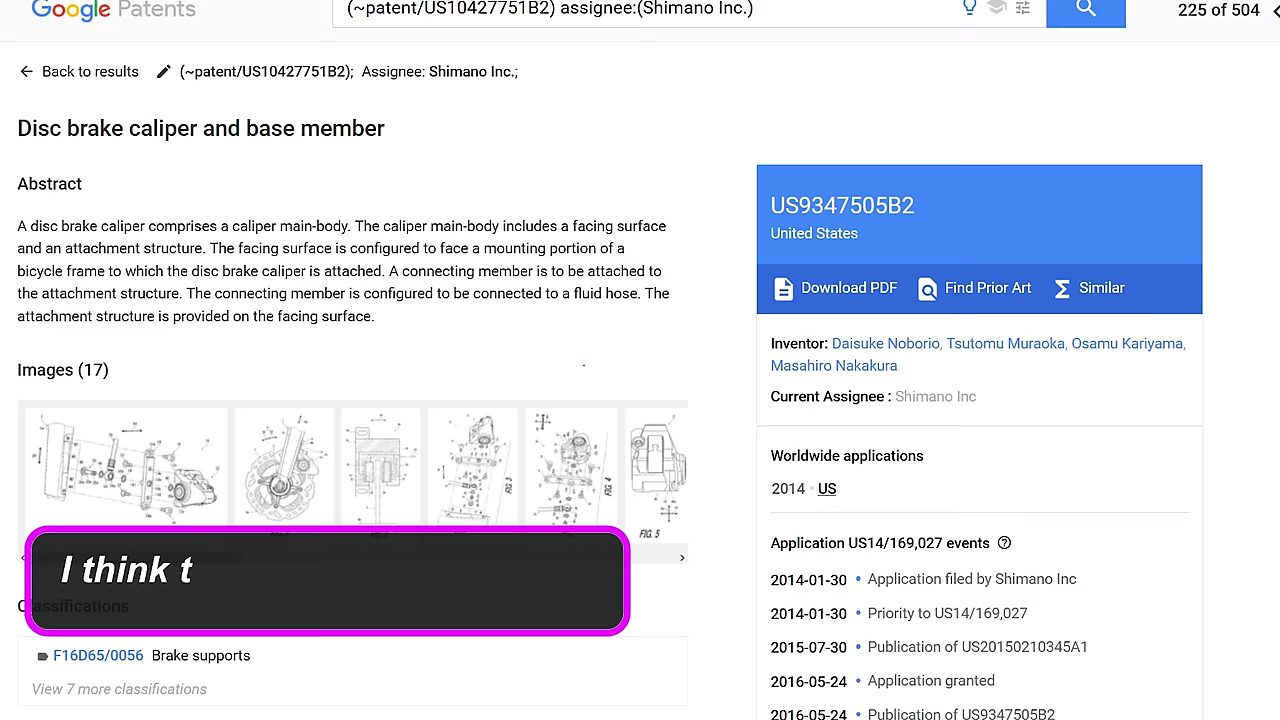 Google Patents
(~patent/US10427751B2) assignee:(Shimano Inc.)
225 of 504
Back to results
(~patent/US10427751B2); Assignee: Shimano Inc.;
Disc brake caliper and base member
Abstract
A disc brake caliper comprises a caliper main-body. The caliper main-body includes a facing surface
and an attachment structure. The facing surface is configured to face a mounting portion of a
bicycle frame to which the disc brake caliper is attached. A connecting member is to be attached to
the attachment structure. The connecting member is configured to be connected to a fluid hose. The
attachment structure is provided on the facing surface.
Images (17)
FIG. 3
FIG. 4
FIG. 5
I think t
Classifications
F16D65/0056 Brake supports
View 7 more classifications
US9347505B2
United States
Download PDF
Find Prior Art
Similar
Inventor: Daisuke Noborio, Tsutomu Muraoka, Osamu Kariyama,
Masahiro Nakakura
Current Assignee : Shimano Inc
Worldwide applications
2014 US
Application US14/169,027 events
2014-01-30 • Application filed by Shimano Inc
2014-01-30 • Priority to US14/169,027
2015-07-30 • Publication of US20150210345A1
2016-05-24 • Application granted
2016-05-24 • Publication of US9347505B2